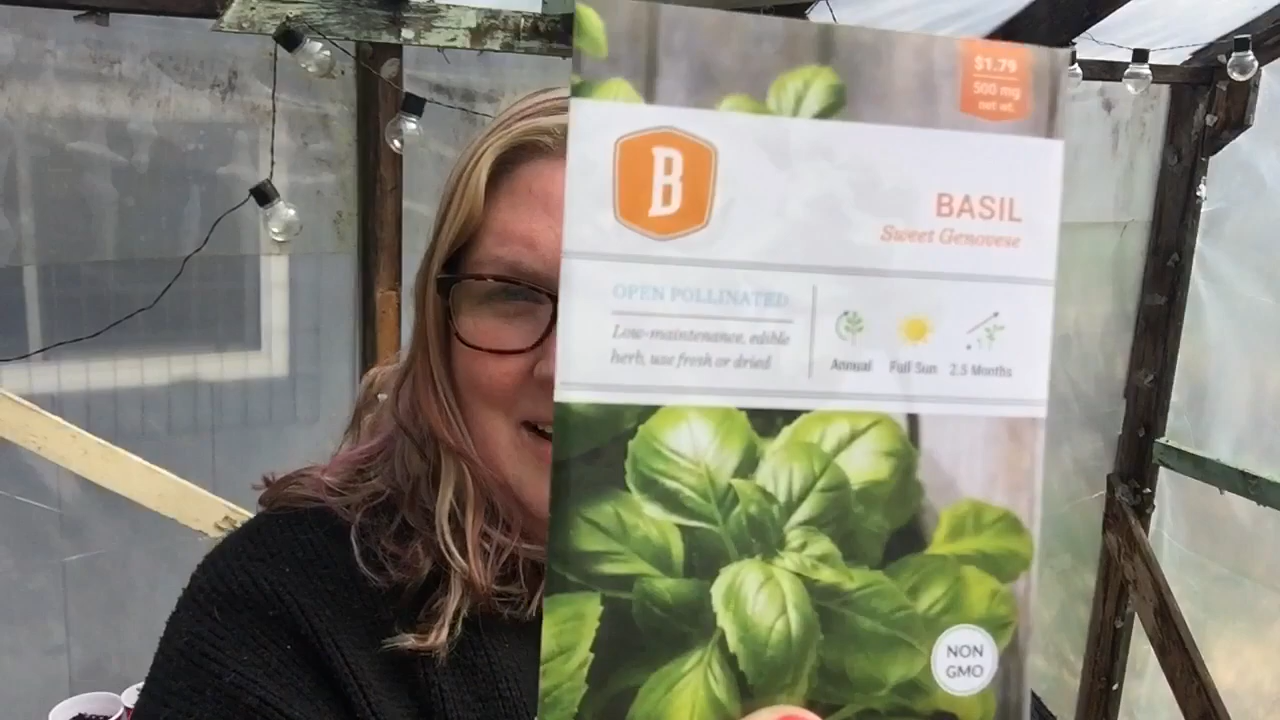 $1.79
500 mg
net wt.
B
BASIL
Sweet Genovese
OPEN POLLINATED
Low-maintenance, edible
herb, use fresh or dried
Annual
Full Sun
2.5 Months
NON
GMO